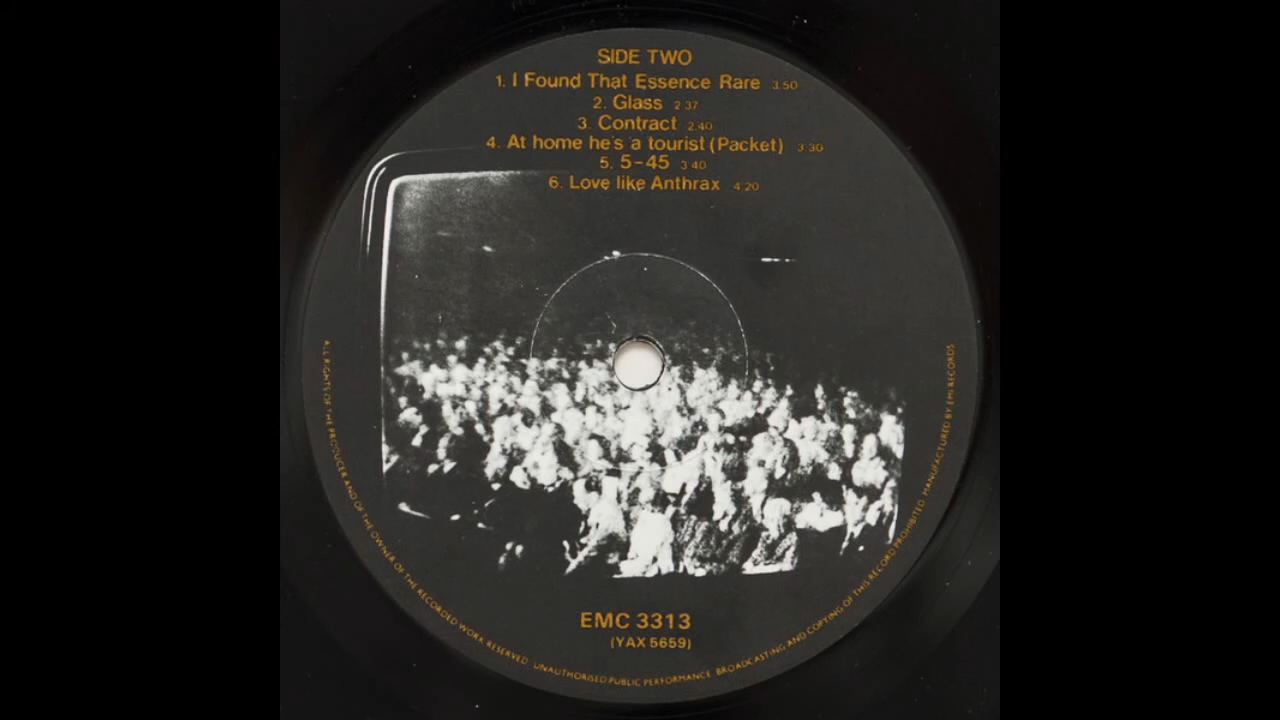 SIDE TWO
1. I Found That Essence Rare 3.50
2. Glass 2 37
3. Contract 2.40
4. At home he's a tourist (Packet) 3 30
5. 5-45 3 40
6. Love like Anthrax 4 20
EMC 3313
(YAX 5659)
ALL RIGHTS OF THE PRODUCER AND OF THE OWNER OF THE RECORDED WORK RESERVED. UNAUTHORISED PUBLIC PERFORMANCE BROADCASTING AND COPYING OF THIS RECORD PROHIBITED. MANUFACTURED BY EMI RECORDS